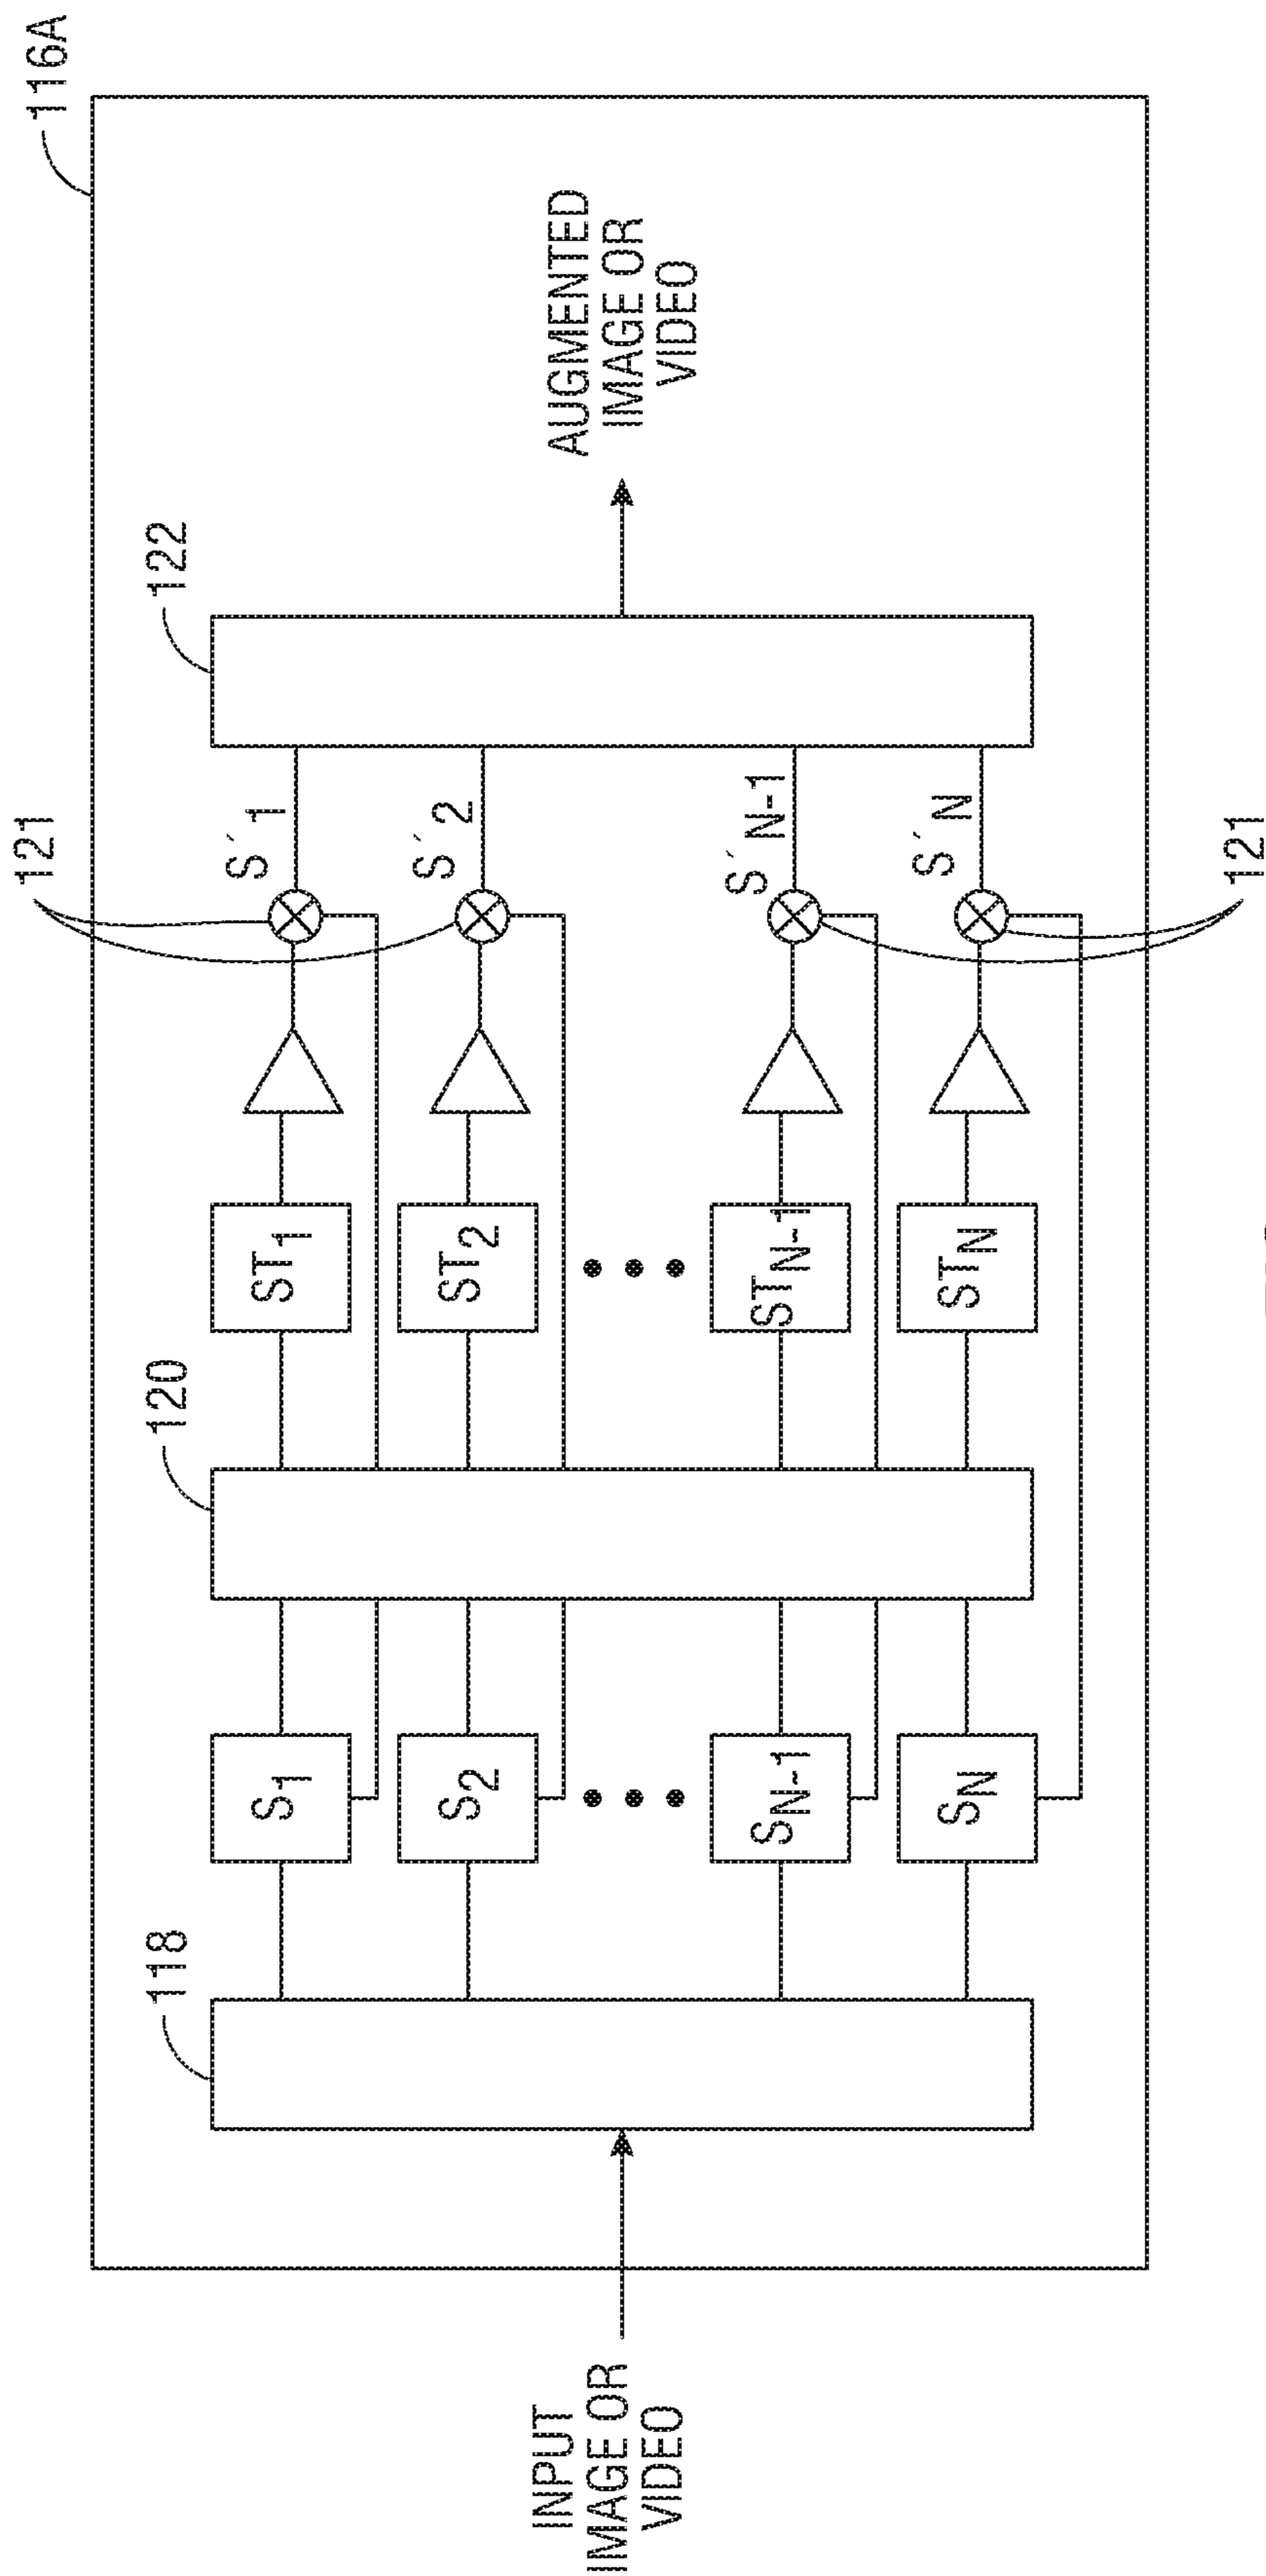 116A
INPUT
IMAGE OR
VIDEO
118
S1
S2
SN-1
SN
120
ST1
ST2
STN-1
STN
121
S´1
S´2
S´N-1
S´N
121
122
AUGMENTED
IMAGE OR
VIDEO